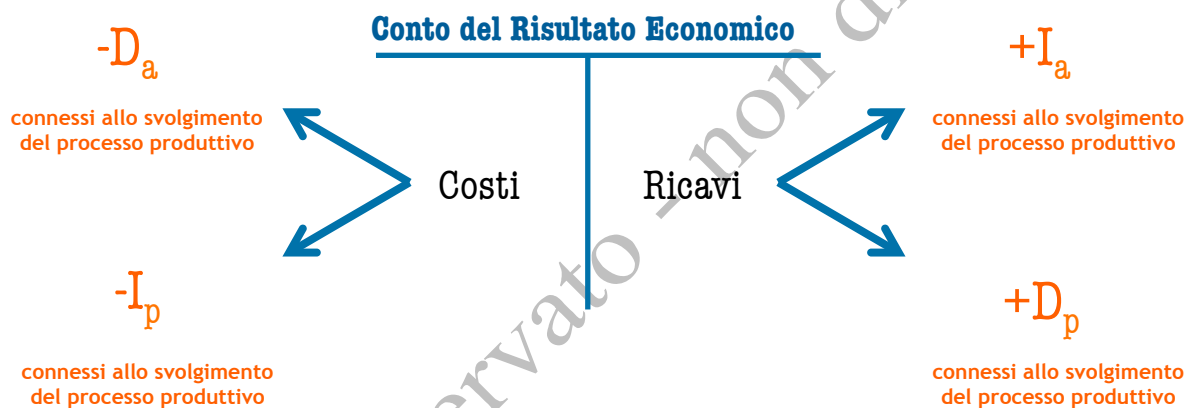 Conto del Risultato Economico
-Da
connessi allo svolgimento
del processo produttivo
+Ia
connessi allo svolgimento
del processo produttivo
Costi
Ricavi
-Ip
connessi allo svolgimento
del processo produttivo
+Dp
connessi allo svolgimento
del processo produttivo
- non